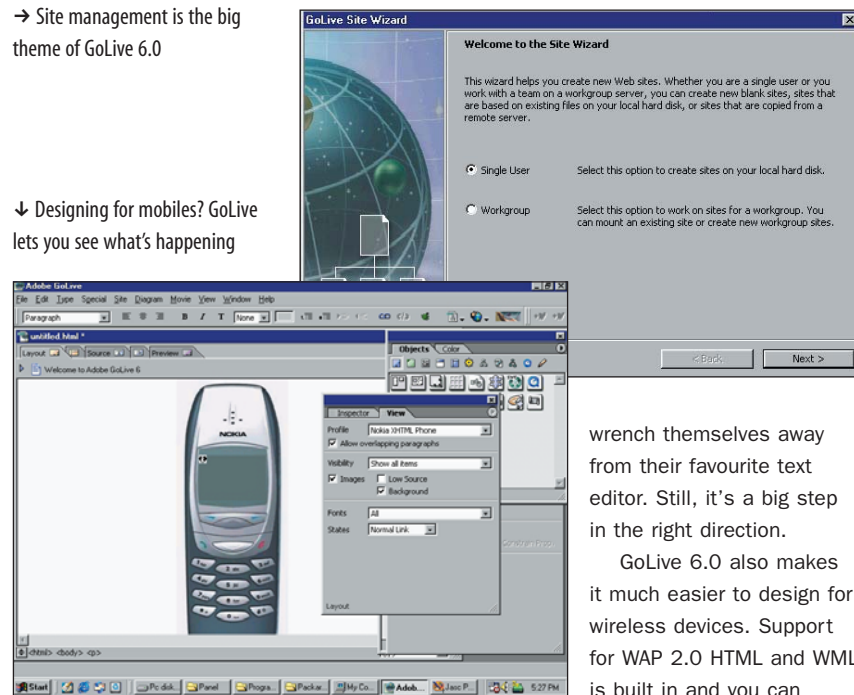 → Site management is the big
theme of GoLive 6.0
GoLive Site Wizard
Welcome to the Site Wizard
This wizard helps you create new Web sites. Whether you are a single user or you
work with a team on a workgroup server, you can create new blank sites, sites that
are based on existing files on your local hard disk, or sites that are copied from a
remote server.
Single User Select this option to create sites on your local hard disk.
Workgroup Select this option to work on sites for a workgroup. You
can mount an existing site or create new workgroup sites.
< Back Next >
↓ Designing for mobiles? GoLive
lets you see what's happening
Adobe GoLive
File Edit Type Special Site Diagram Movie View Window Help
Paragraph B I T None
untitled.html *
Layout Source Preview
Welcome to Adobe GoLive 6
NOKIA
Objects Color
Inspector View
Profile Nokia XHTML Phone
Allow overlapping paragraphs
Visibility Show all items
Images Low Source
Background
Fonts All
States Normal Link
Layout
<html> <body> <p>
Start Pc dok... Panel Progra... Packar... My Co... Adob... Jasc P... 5:27 PM
wrench themselves away
from their favourite text
editor. Still, it's a big step
in the right direction.
GoLive 6.0 also makes
it much easier to design for
wireless devices. Support
for WAP 2.0 HTML and WML
is built in and you can